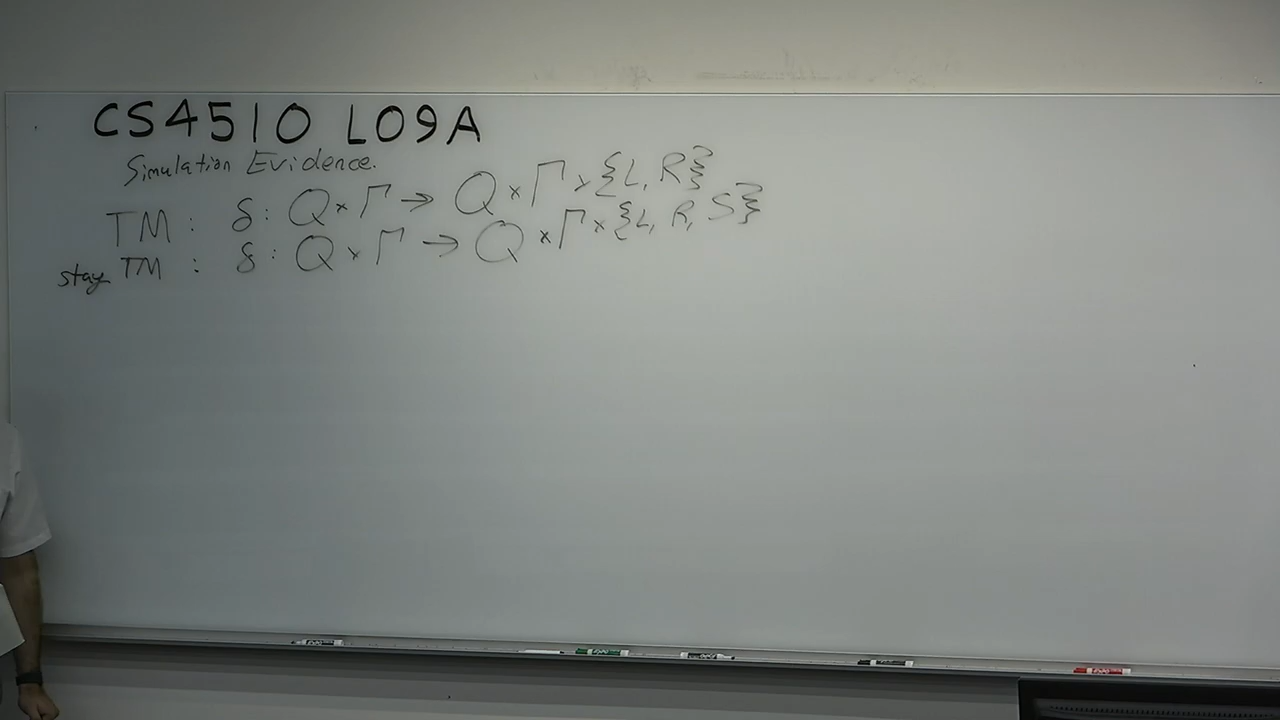 CS4510 L09A
Simulation Evidence.
TM: δ: Q × Γ → Q × Γ × {L, R}
stay TM : δ: Q × Γ → Q × Γ × {L, R, S}